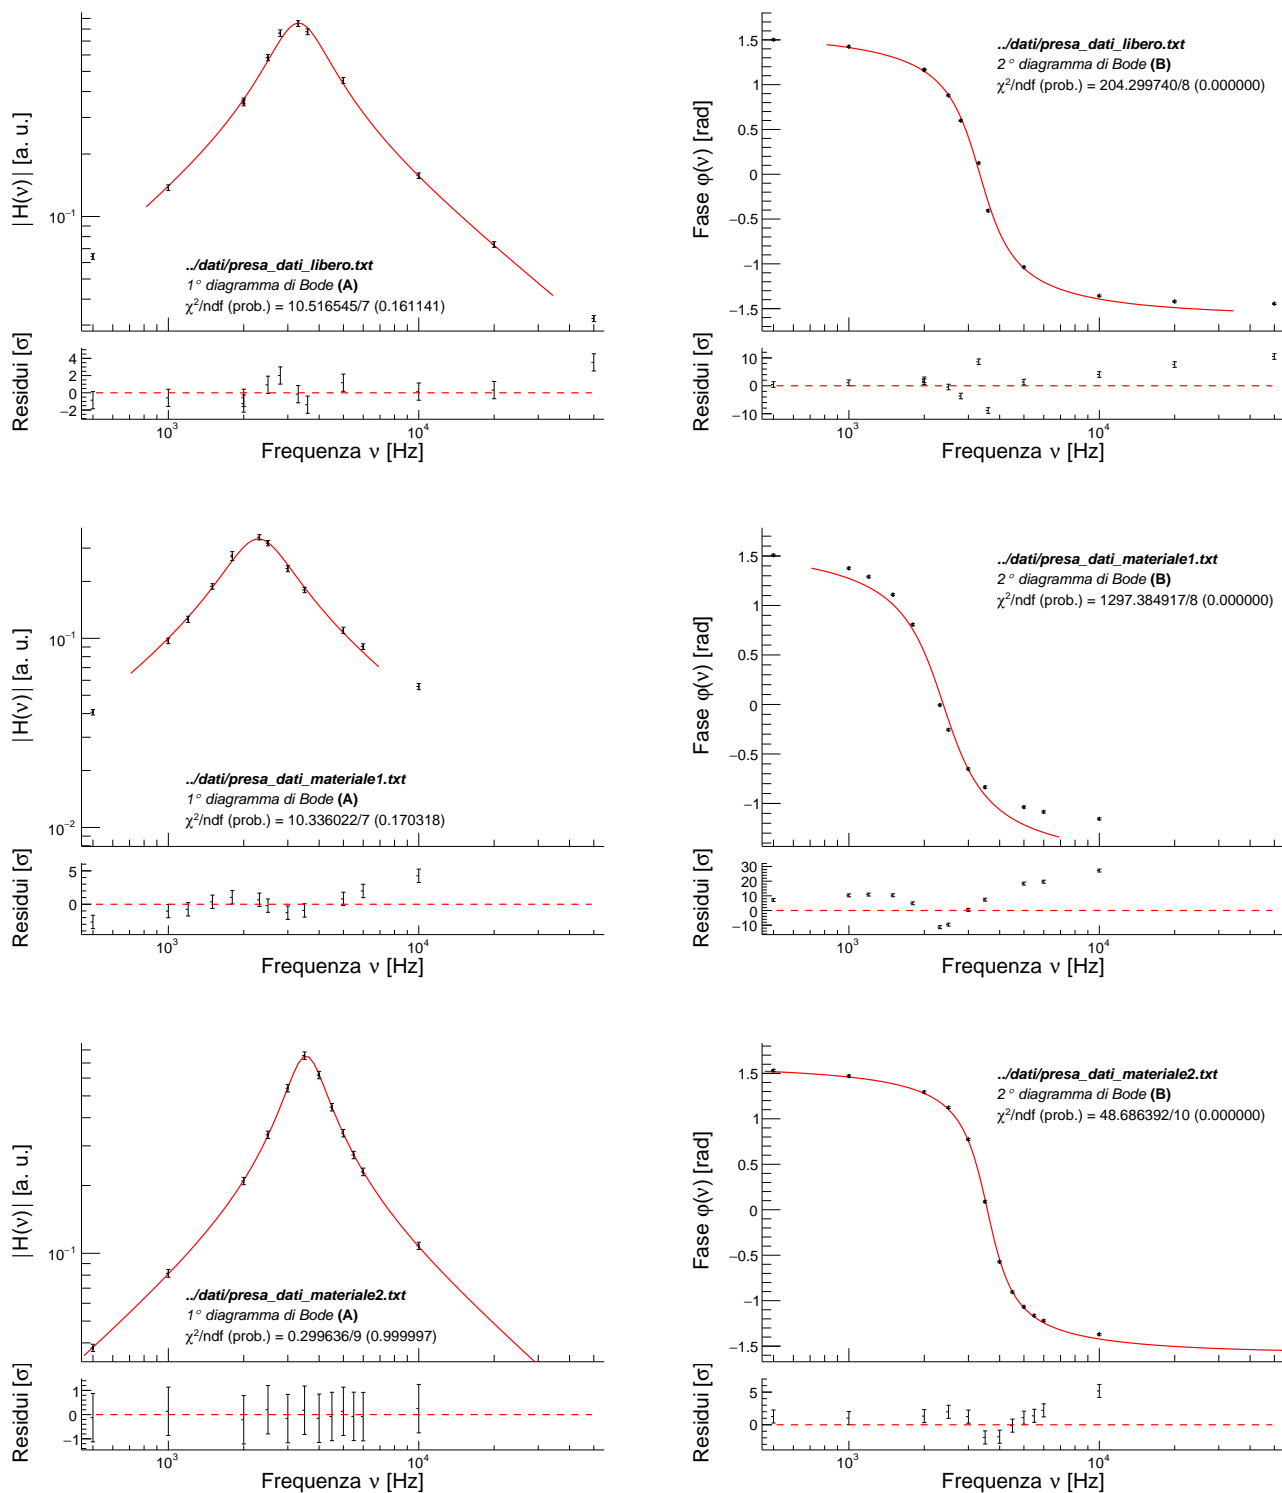 |H(ν)| [a. u.]
10⁻¹
../dati/presa_dati_libero.txt
1° diagramma di Bode (A)
χ²/ndf (prob.) = 10.516545/7 (0.161141)
Residui [σ]
4
2
0
−2
10³
10⁴
Frequenza ν [Hz]
Fase φ(ν) [rad]
1.5
1
0.5
0
−0.5
−1
−1.5
../dati/presa_dati_libero.txt
2° diagramma di Bode (B)
χ²/ndf (prob.) = 204.299740/8 (0.000000)
Residui [σ]
10
0
−10
10³
10⁴
Frequenza ν [Hz]
|H(ν)| [a. u.]
10⁻¹
10⁻²
../dati/presa_dati_materiale1.txt
1° diagramma di Bode (A)
χ²/ndf (prob.) = 10.336022/7 (0.170318)
Residui [σ]
5
0
10³
10⁴
Frequenza ν [Hz]
Fase φ(ν) [rad]
1.5
1
0.5
0
−0.5
−1
../dati/presa_dati_materiale1.txt
2° diagramma di Bode (B)
χ²/ndf (prob.) = 1297.384917/8 (0.000000)
Residui [σ]
30
20
10
0
−10
10³
10⁴
Frequenza ν [Hz]
|H(ν)| [a. u.]
10⁻¹
../dati/presa_dati_materiale2.txt
1° diagramma di Bode (A)
χ²/ndf (prob.) = 0.299636/9 (0.999997)
Residui [σ]
1
0
−1
10³
10⁴
Frequenza ν [Hz]
Fase φ(ν) [rad]
1.5
1
0.5
0
−0.5
−1
−1.5
../dati/presa_dati_materiale2.txt
2° diagramma di Bode (B)
χ²/ndf (prob.) = 48.686392/10 (0.000000)
Residui [σ]
5
0
10³
10⁴
Frequenza ν [Hz]